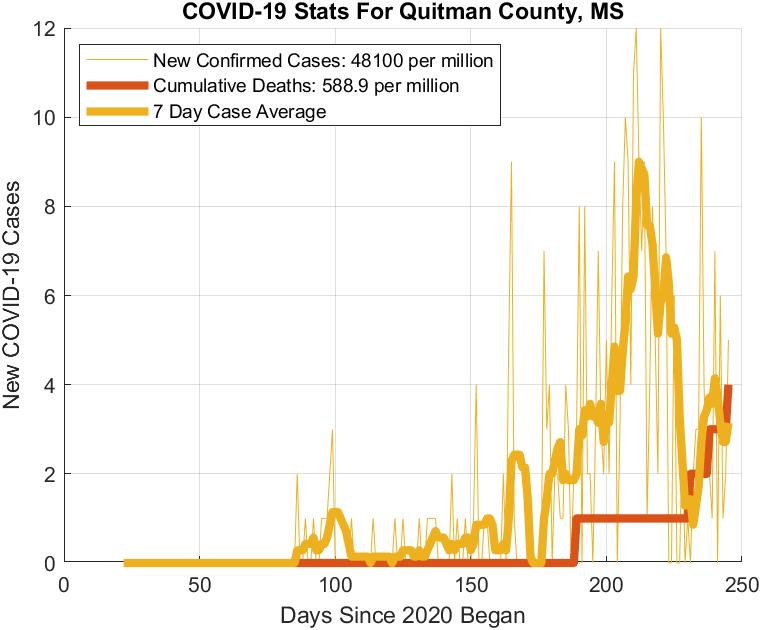 COVID-19 Stats For Quitman County, MS
New Confirmed Cases: 48100 per million
Cumulative Deaths: 588.9 per million
7 Day Case Average
New COVID-19 Cases
12
10
8
6
4
2
0
0 50 100 150 200 250
Days Since 2020 Began